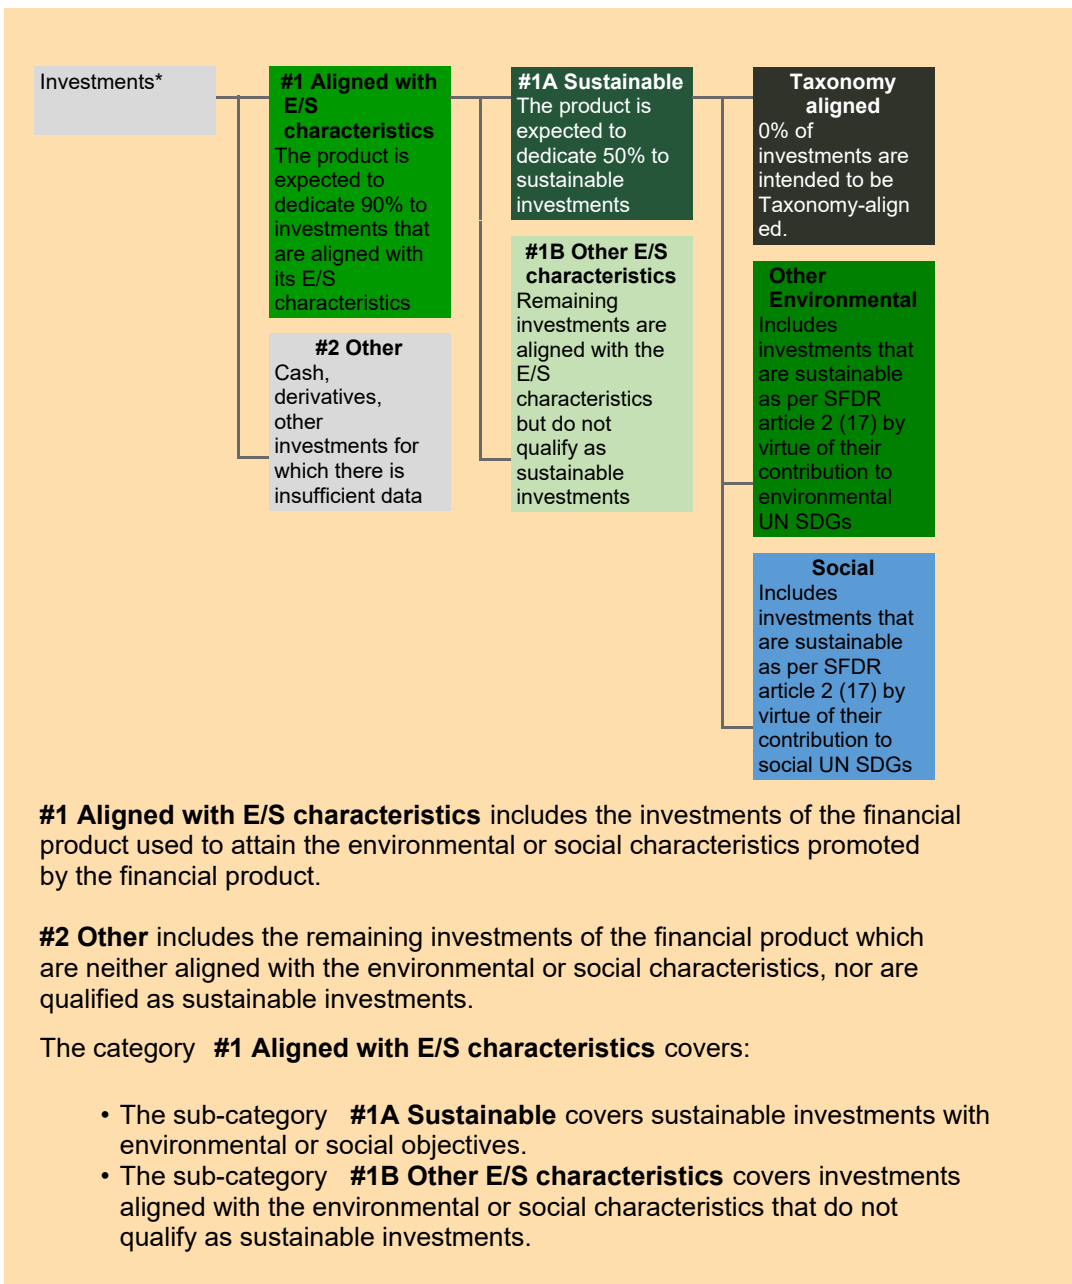 Investments*
#1 Aligned with
E/S
characteristics
The product is
expected to
dedicate 90% to
investments that
are aligned with
its E/S
characteristics
#2 Other
Cash,
derivatives,
other
investments for
which there is
insufficient data
#1A Sustainable
The product is
expected to
dedicate 50% to
sustainable
investments
#1B Other E/S
characteristics
Remaining
investments are
aligned with the
E/S
characteristics
but do not
qualify as
sustainable
investments
Taxonomy
aligned
0% of
investments are
intended to be
Taxonomy-align
ed.
Other
Environmental
Includes
investments that
are sustainable
as per SFDR
article 2 (17) by
virtue of their
contribution to
environmental
UN SDGs
Social
Includes
investments that
are sustainable
as per SFDR
article 2 (17) by
virtue of their
contribution to
social UN SDGs
#1 Aligned with E/S characteristics includes the investments of the financial
product used to attain the environmental or social characteristics promoted
by the financial product.
#2 Other includes the remaining investments of the financial product which
are neither aligned with the environmental or social characteristics, nor are
qualified as sustainable investments.
The category #1 Aligned with E/S characteristics covers:
• The sub-category #1A Sustainable covers sustainable investments with
environmental or social objectives.
• The sub-category #1B Other E/S characteristics covers investments
aligned with the environmental or social characteristics that do not
qualify as sustainable investments.